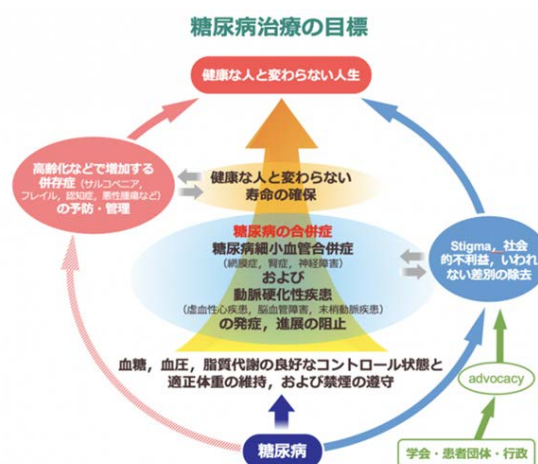 糖尿病治療の目標
健康な人と変わらない人生
高齢化などで増加する
併存症（サルコペニア，
フレイル，認知症，悪性腫瘍など）
の予防・管理
健康な人と変わらない
寿命の確保
糖尿病の合併症
糖尿病細小血管合併症
（網膜症，腎症，神経障害）
および
動脈硬化性疾患
（虚血性心疾患，脳血管障害，末梢動脈疾患）
の発症，進展の阻止
Stigma，社会
的不利益，いわれ
ない差別の除去
血糖，血圧，脂質代謝の良好なコントロール状態と
適正体重の維持，および禁煙の遵守
advocacy
糖尿病
学会・患者団体・行政